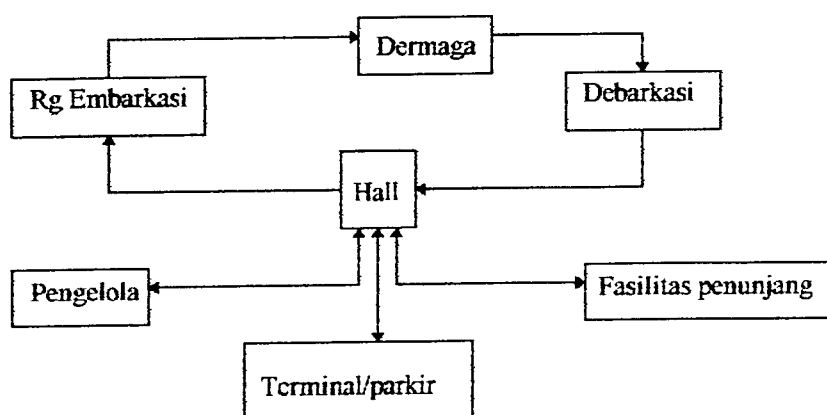 Dermaga
Rg Embarkasi
Debarkasi
Hall
Pengelola
Fasilitas penunjang
Terminal/parkir